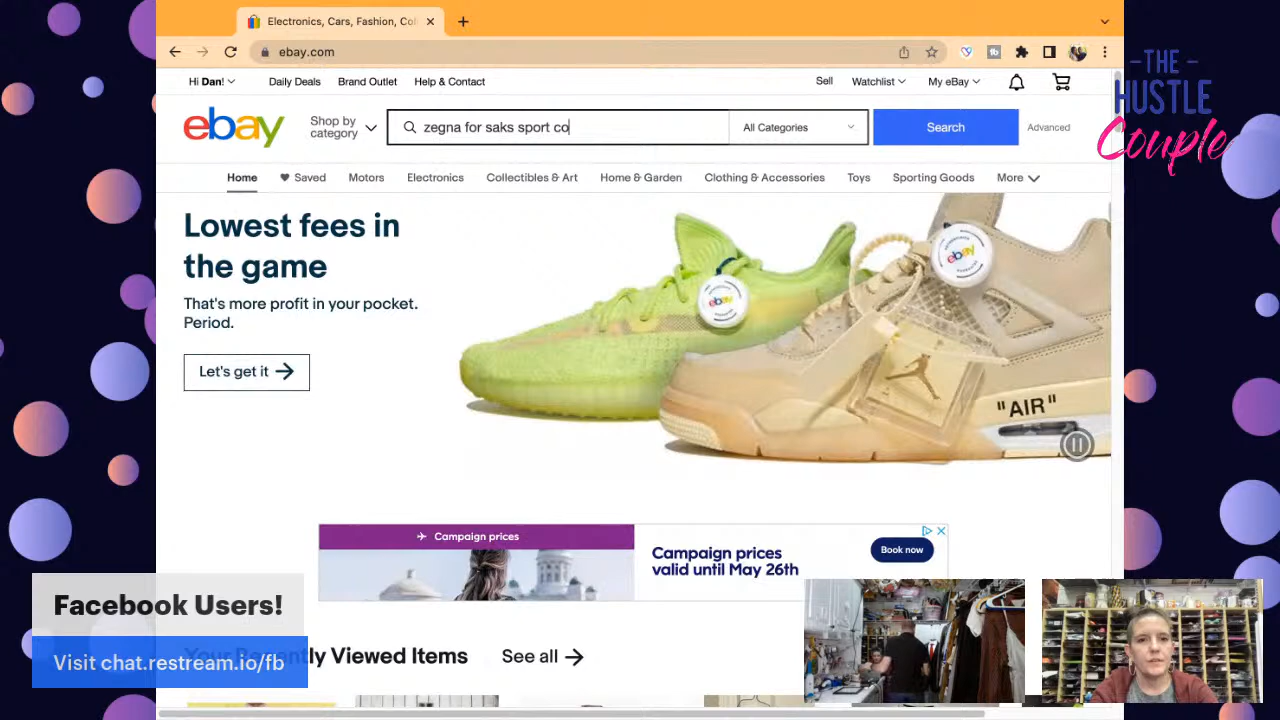 Electronics, Cars, Fashion, Col
ebay.com
Hi Dan!
Daily Deals
Brand Outlet
Help & Contact
Sell
Watchlist
My eBay
-THE-
HUSTLE
Couple
ebay
Shop by
category
zegna for saks sport co
All Categories
Search
Advanced
Home
Saved
Motors
Electronics
Collectibles & Art
Home & Garden
Clothing & Accessories
Toys
Sporting Goods
More
Lowest fees in
the game
That's more profit in your pocket.
Period.
Let's get it
ebay
ebay
"AIR"
Campaign prices
Campaign prices
valid until May 26th
Book now
Facebook Users!
Visit chat.restream.io/fb
ly Viewed Items
See all